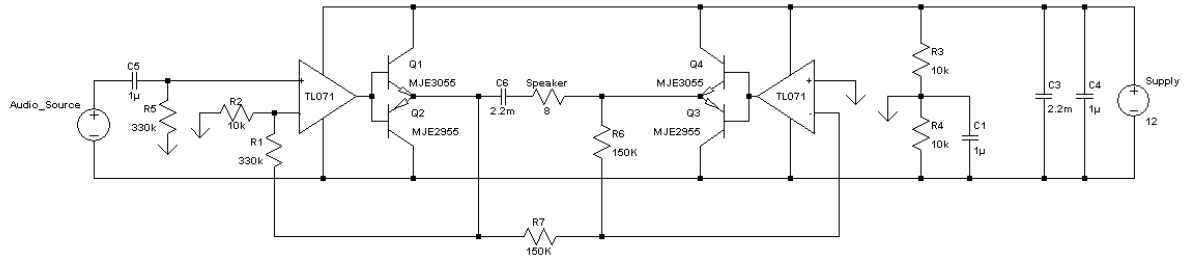 Audio_Source
C5
1µ
R5
330k
R2
10k
R1
330k
+
-
TL071
Q1
MJE3055
Q2
MJE2955
C6
2.2m
Speaker
8
R7
150K
R6
150K
Q4
MJE3055
Q3
MJE2955
TL071
+
-
R3
10k
R4
10k
C1
1µ
C3
2.2m
C4
1µ
Supply
12